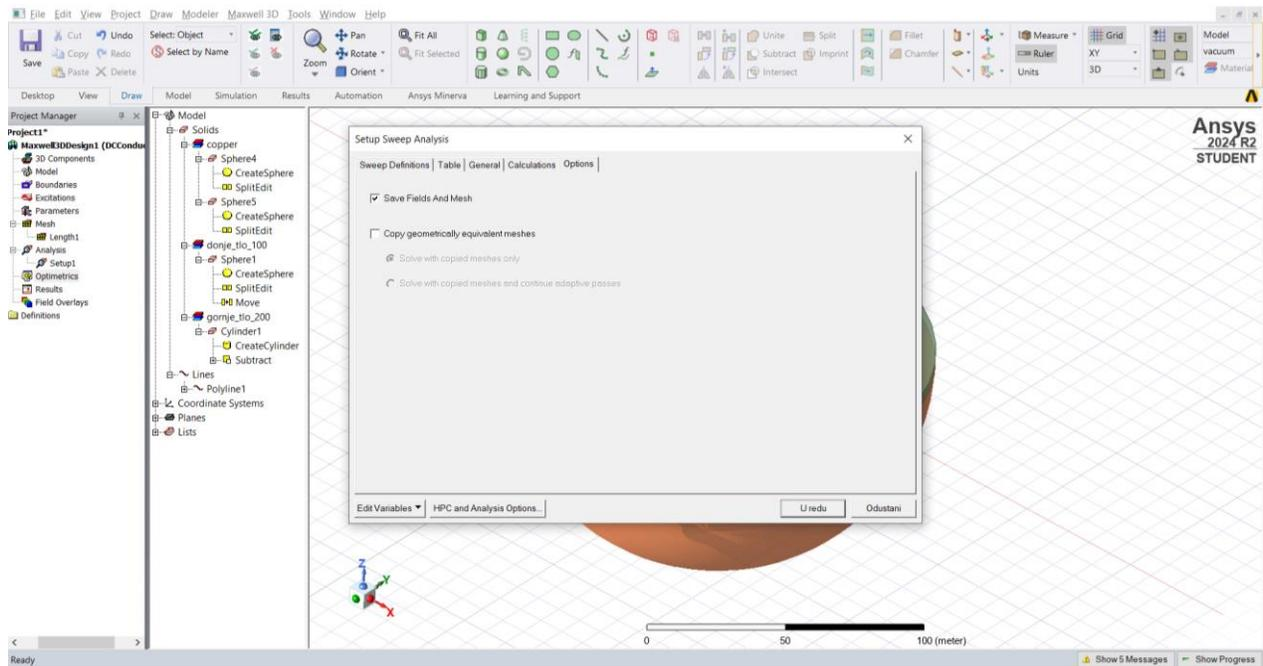 File Edit View Project Draw Modeler Maxwell 3D Tools Window Help
Save
Cut Undo
Copy Redo
Paste Delete
Select: Object
Select by Name
Zoom
Pan
Rotate
Orient
Fit All
Fit Selected
Unite Split
Subtract Imprint
Intersect
Fillet
Chamfer
Measure
Ruler
Units
Grid
XY
3D
Model
vacuum
Material
Desktop View Draw Model Simulation Results Automation Ansys Minerva Learning and Support
Project Manager
Project1*
Maxwell3DDesign1 (DCCondu
3D Components
Model
Boundaries
Excitations
Parameters
Mesh
Length1
Analysis
Setup1
Optimetrics
Results
Field Overlays
Definitions
Model
Solids
copper
Sphere4
CreateSphere
SplitEdit
Sphere5
CreateSphere
SplitEdit
donje_tlo_100
Sphere1
CreateSphere
SplitEdit
Move
gornje_tlo_200
Cylinder1
CreateCylinder
Subtract
Lines
Polyline1
Coordinate Systems
Planes
Lists
Setup Sweep Analysis
Sweep Definitions Table General Calculations Options
Save Fields And Mesh
Copy geometrically equivalent meshes
Solve with copied meshes only
Solve with copied meshes and continue adaptive passes
Edit Variables HPC and Analysis Options... U redu Odustani
Ansys
2024 R2
STUDENT
Z
Y
X
0 50 100 (meter)
Ready
Show 5 Messages Show Progress